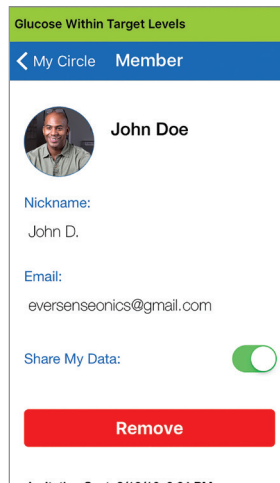 Glucose Within Target Levels
My Circle Member
John Doe
Nickname:
John D.
Email:
eversenseonics@gmail.com
Share My Data:
Remove